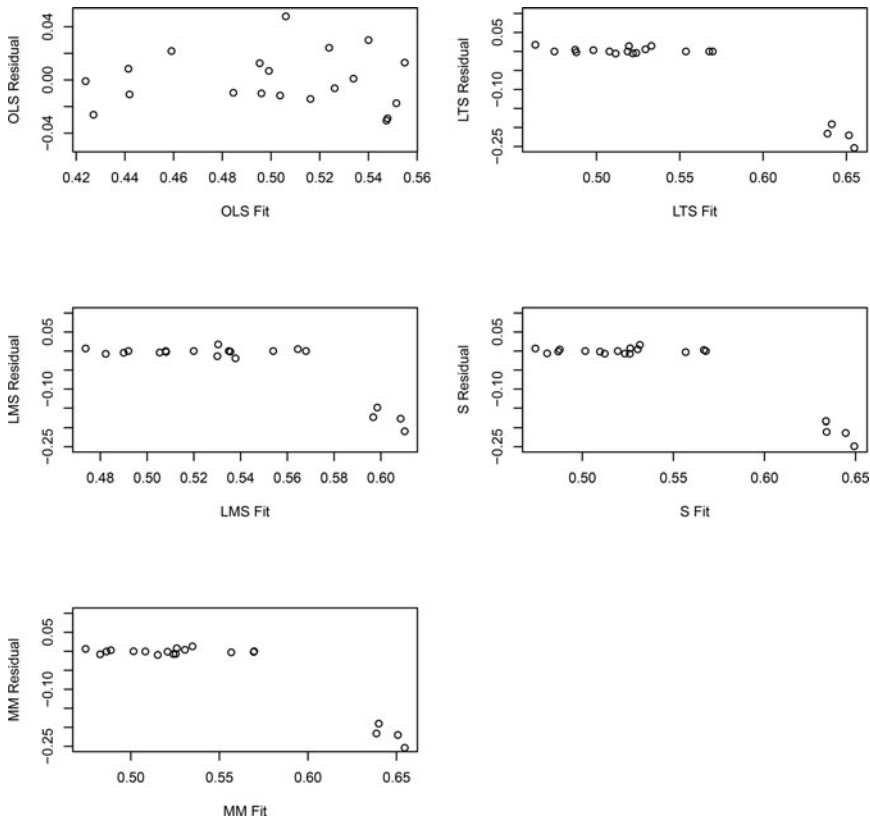 OLS Residual
0.04
0.00
−0.04
0.42 0.44 0.46 0.48 0.50 0.52 0.54 0.56
OLS Fit
LTS Residual
0.05
−0.10
−0.25
0.50 0.55 0.60 0.65
LTS Fit
LMS Residual
0.05
−0.10
−0.25
0.48 0.50 0.52 0.54 0.56 0.58 0.60
LMS Fit
S Residual
0.05
−0.10
−0.25
0.50 0.55 0.60 0.65
S Fit
MM Residual
0.05
−0.10
−0.25
0.50 0.55 0.60 0.65
MM Fit